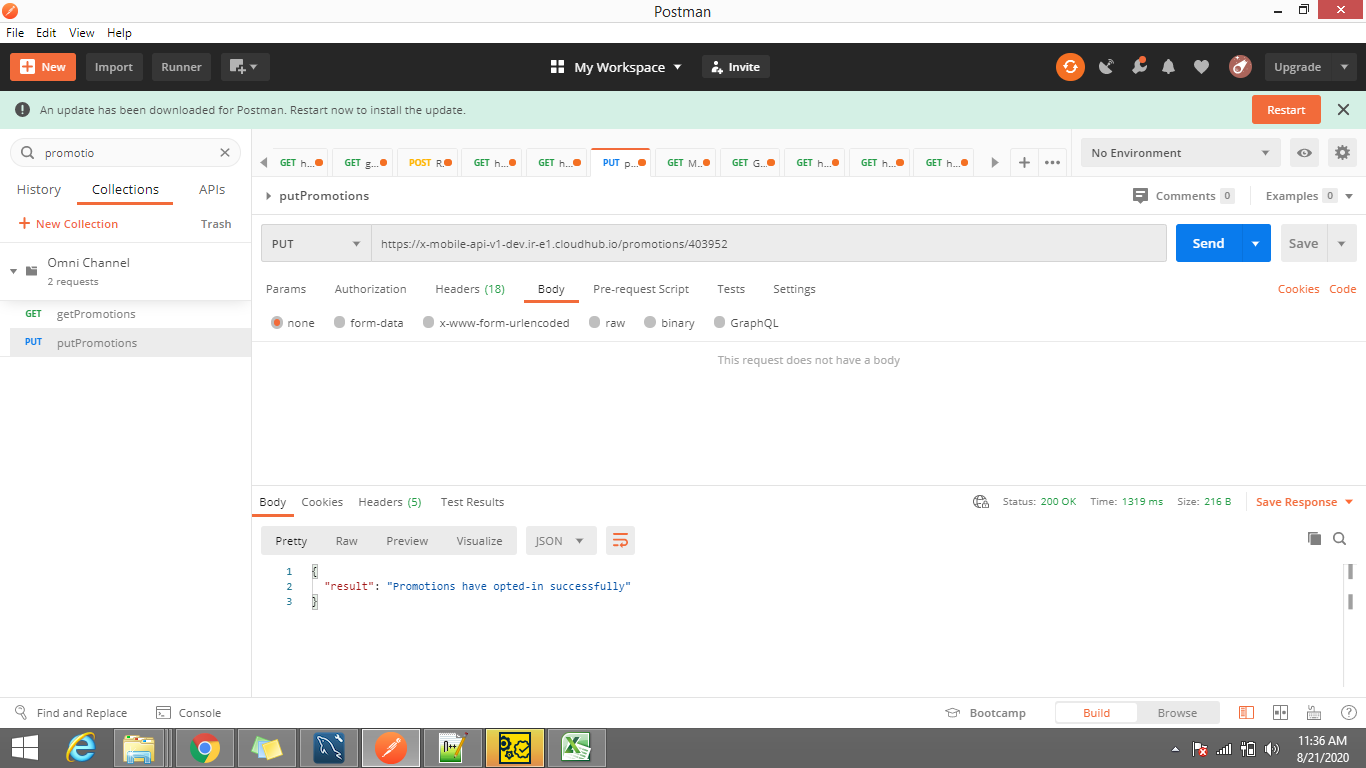 Postman
File Edit View Help
New Import Runner My Workspace Invite Upgrade
An update has been downloaded for Postman. Restart now to install the update. Restart
promotio
GET h... GET g... POST R... GET h... GET h... PUT p... GET M... GET G... GET h... GET h... GET h... No Environment
History Collections APIs
putPromotions Comments 0 Examples 0
New Collection Trash
PUT https://x-mobile-api-v1-dev.ir-e1.cloudhub.io/promotions/403952 Send Save
Omni Channel
2 requests
Params Authorization Headers (18) Body Pre-request Script Tests Settings Cookies Code
GET getPromotions
none form-data x-www-form-urlencoded raw binary GraphQL
PUT putPromotions
This request does not have a body
Body Cookies Headers (5) Test Results Status: 200 OK Time: 1319 ms Size: 216 B Save Response
Pretty Raw Preview Visualize JSON
1 {
2 "result": "Promotions have opted-in successfully"
3 }
Find and Replace Console Bootcamp Build Browse
11:36 AM
8/21/2020